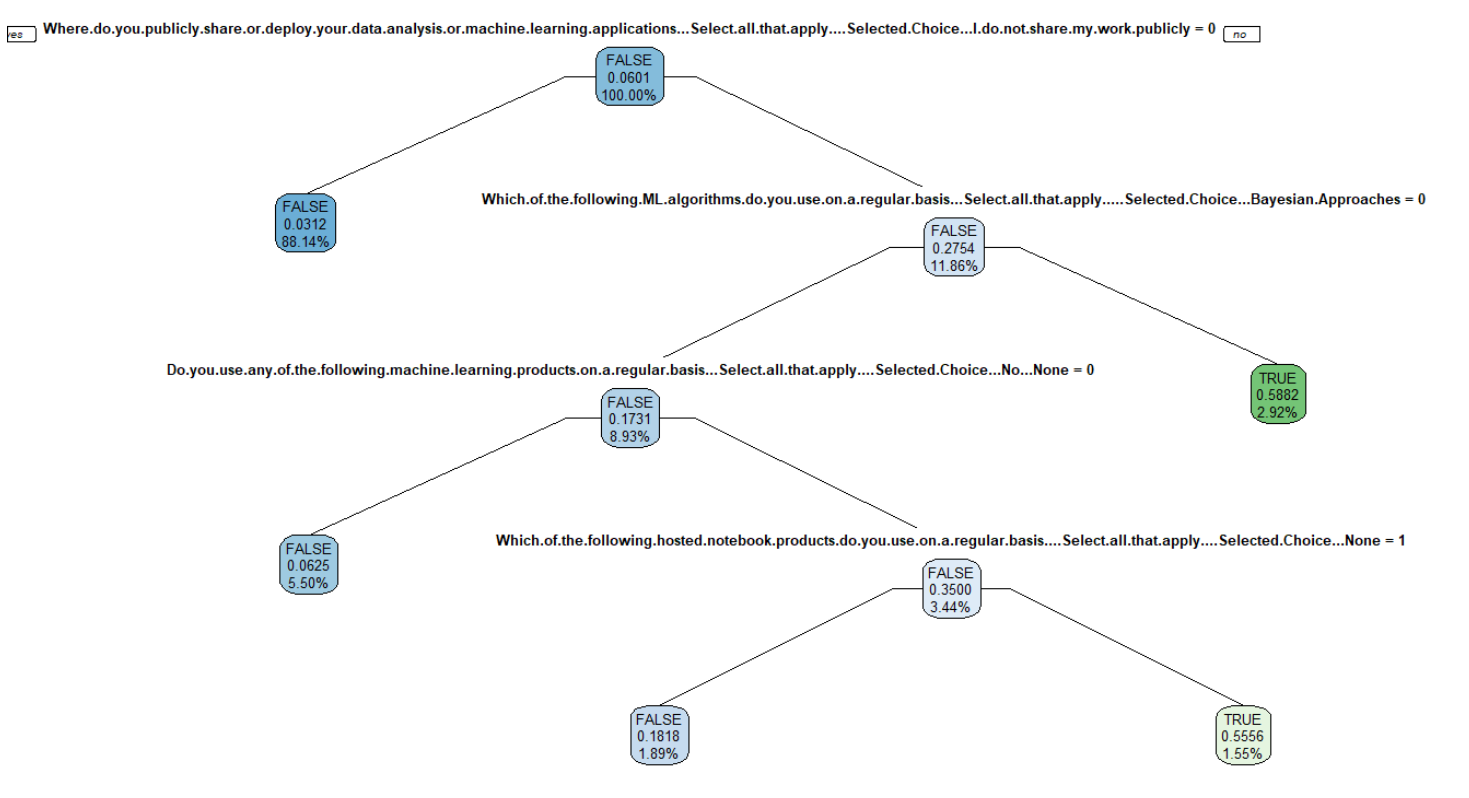 yes Where.do.you.publicly.share.or.deploy.your.data.analysis.or.machine.learning.applications...Select.all.that.apply....Selected.Choice...I.do.not.share.my.work.publicly = 0 no
FALSE
0.0601
100.00%
FALSE
0.0312
88.14%
Which.of.the.following.ML.algorithms.do.you.use.on.a.regular.basis...Select.all.that.apply.....Selected.Choice...Bayesian.Approaches = 0
FALSE
0.2754
11.86%
Do.you.use.any.of.the.following.machine.learning.products.on.a.regular.basis...Select.all.that.apply....Selected.Choice...No...None = 0
FALSE
0.1731
8.93%
TRUE
0.5882
2.92%
FALSE
0.0625
5.50%
Which.of.the.following.hosted.notebook.products.do.you.use.on.a.regular.basis....Select.all.that.apply....Selected.Choice...None = 1
FALSE
0.3500
3.44%
FALSE
0.1818
1.89%
TRUE
0.5556
1.55%